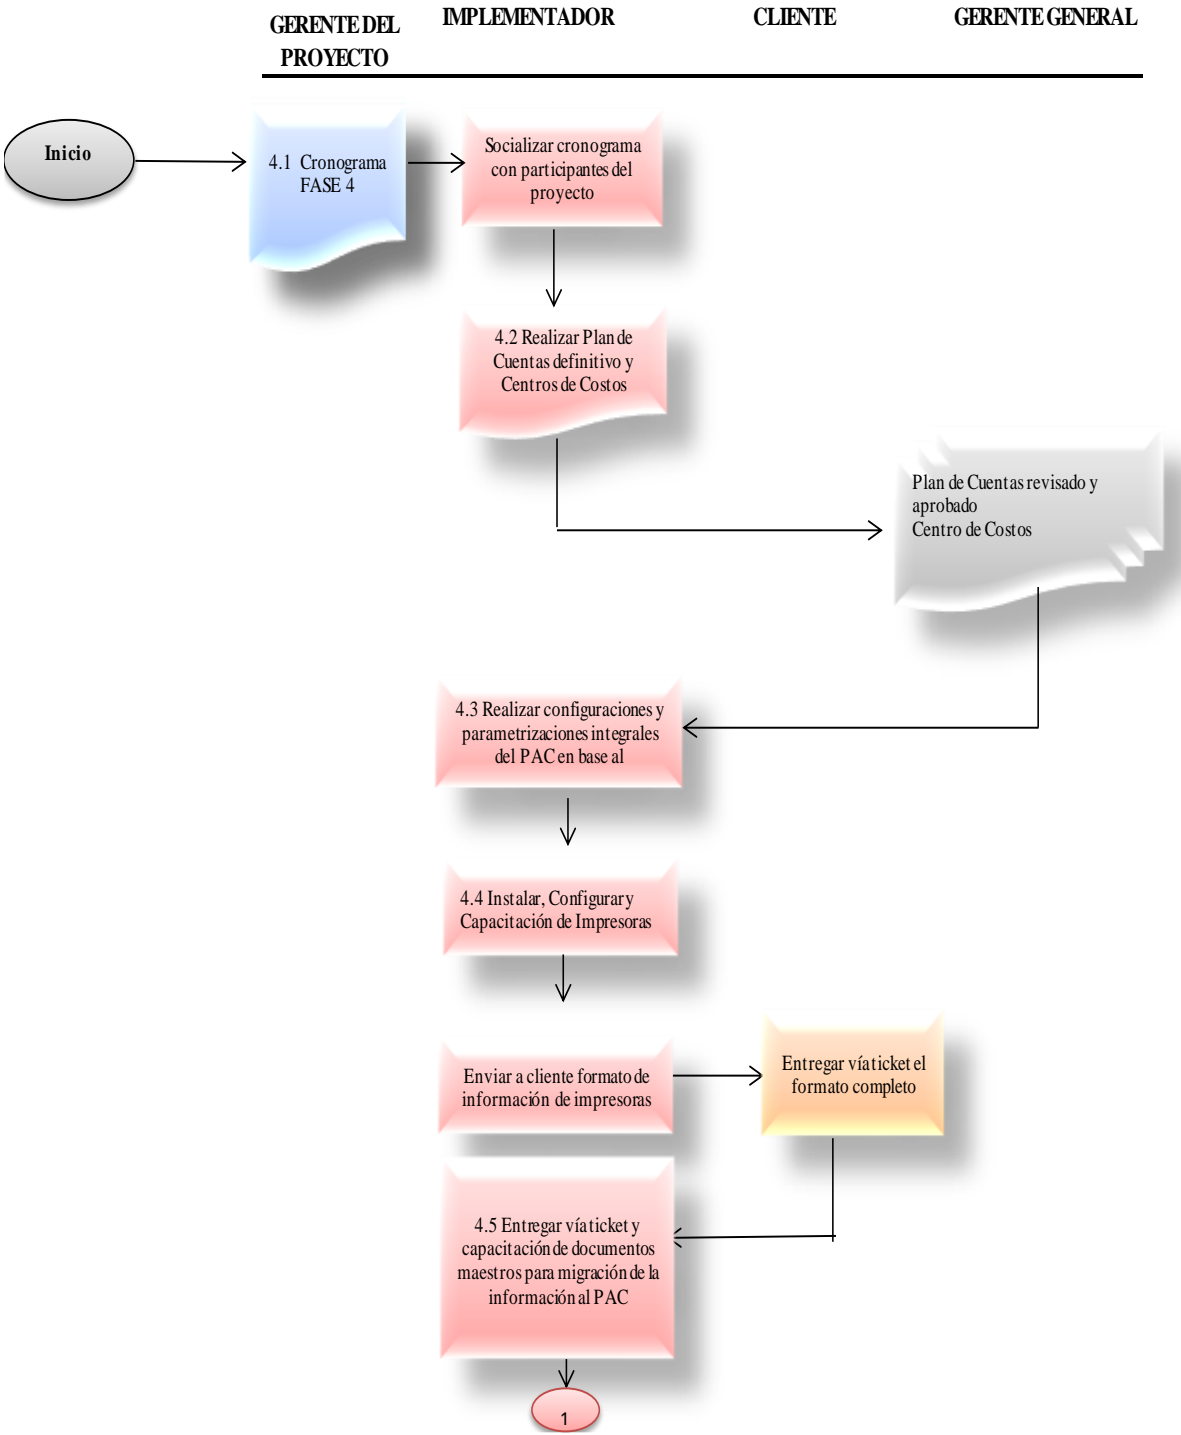 GERENTE DEL
PROYECTO
IMPLEMENTADOR
CLIENTE
GERENTE GENERAL
Inicio
4.1 Cronograma
FASE 4
Socializar cronograma
con participantes del
proyecto
4.2 Realizar Plan de
Cuentas definitivo y
Centros de Costos
Plan de Cuentas revisado y
aprobado
Centro de Costos
4.3 Realizar configuraciones y
parametrizaciones integrales
del PAC en base al
4.4 Instalar, Configurar y
Capacitación de Impresoras
Enviar a cliente formato de
información de impresoras
Entregar vía ticket el
formato completo
4.5 Entregar vía ticket y
capacitación de documentos
maestros para migración de la
información al PAC
1